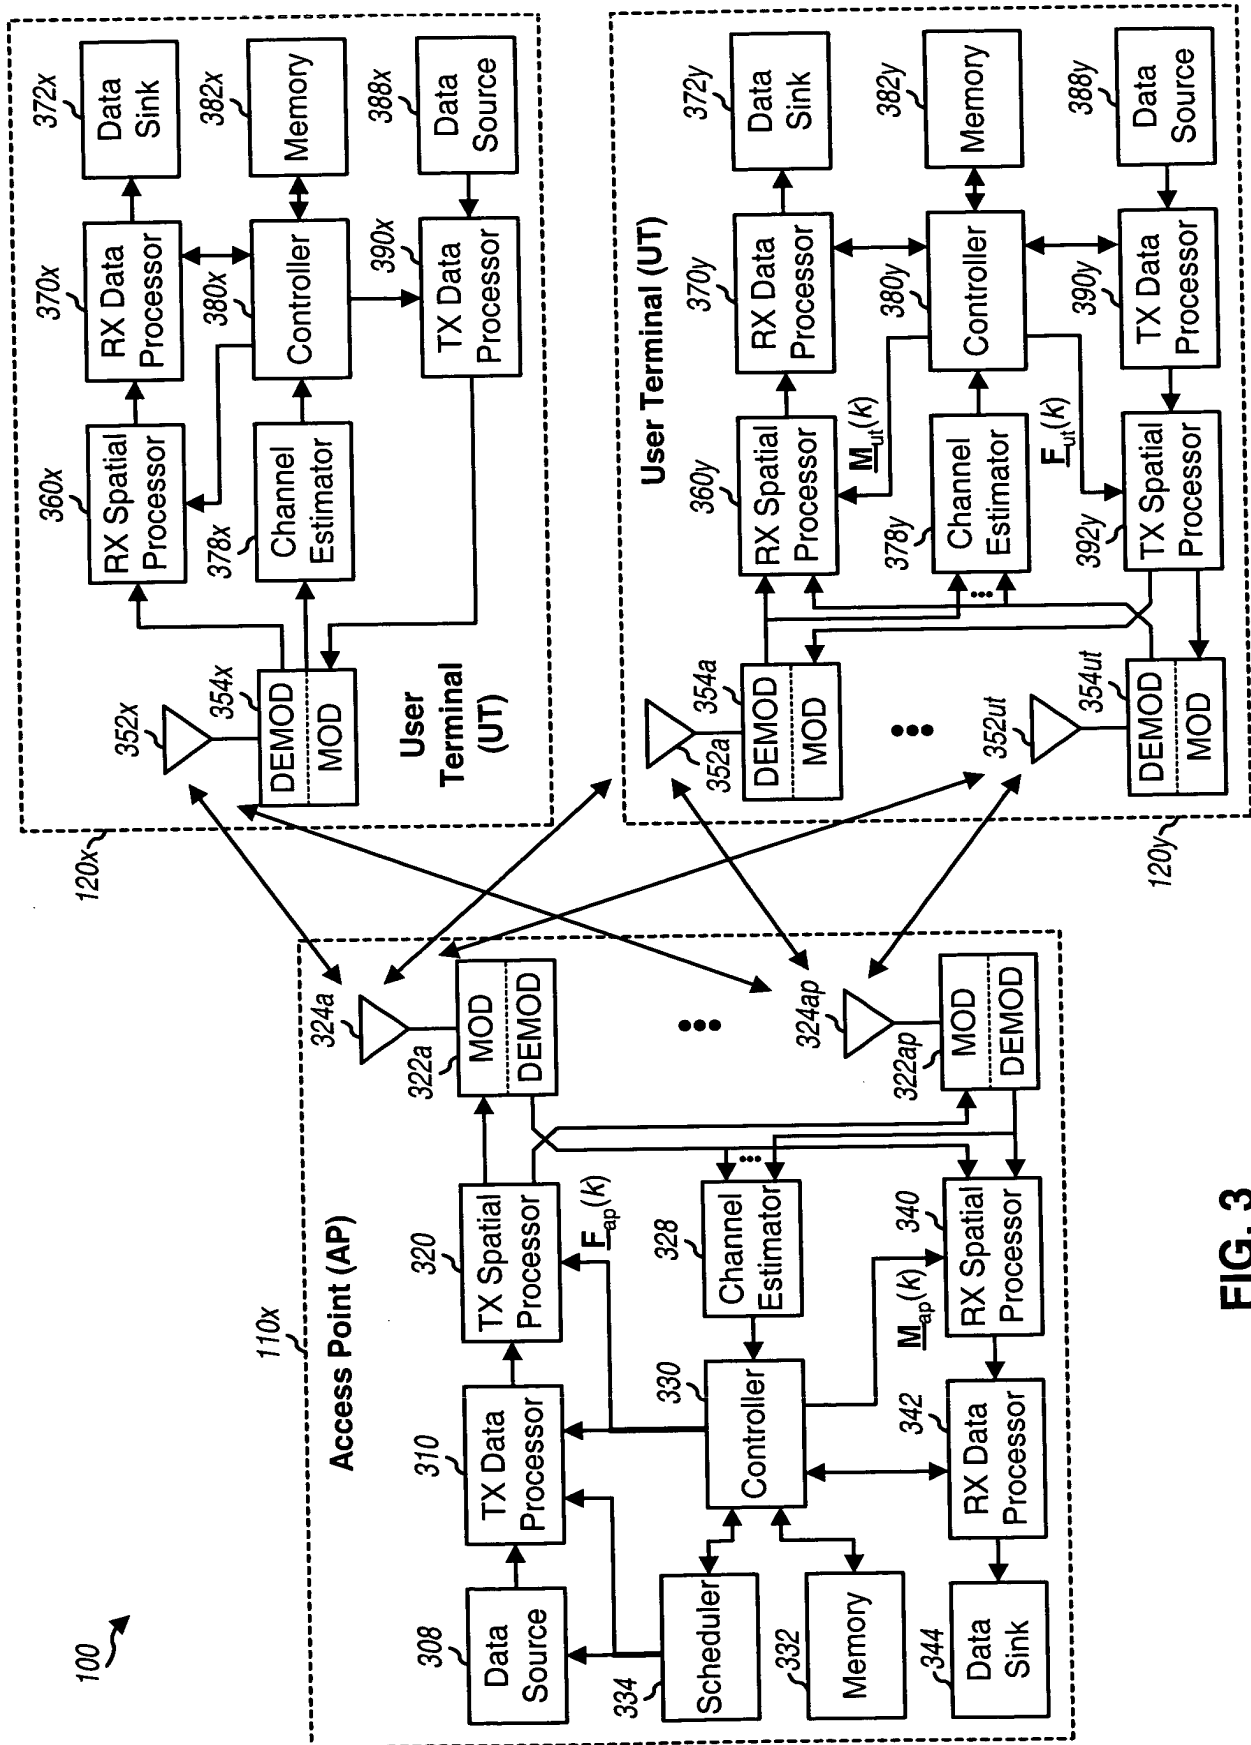 100
110x
Access Point (AP)
308
Data
Source
310
TX Data
Processor
320
TX Spatial
Processor
F_ap(k)
322a
MOD
DEMOD
324a
334
Scheduler
330
Controller
328
Channel
Estimator
332
Memory
344
Data
Sink
342
RX Data
Processor
M_ap(k)
340
RX Spatial
Processor
322ap
MOD
DEMOD
324ap
120x
352x
354x
DEMOD
MOD
User
Terminal
(UT)
360x
RX Spatial
Processor
370x
RX Data
Processor
372x
Data
Sink
378x
Channel
Estimator
380x
Controller
382x
Memory
390x
TX Data
Processor
388x
Data
Source
120y
User Terminal (UT)
352a
354a
DEMOD
MOD
352ut
354ut
DEMOD
MOD
360y
RX Spatial
Processor
370y
RX Data
Processor
372y
Data
Sink
M_ut(k)
378y
Channel
Estimator
380y
Controller
382y
Memory
F_ut(k)
392y
TX Spatial
Processor
390y
TX Data
Processor
388y
Data
Source
FIG. 3